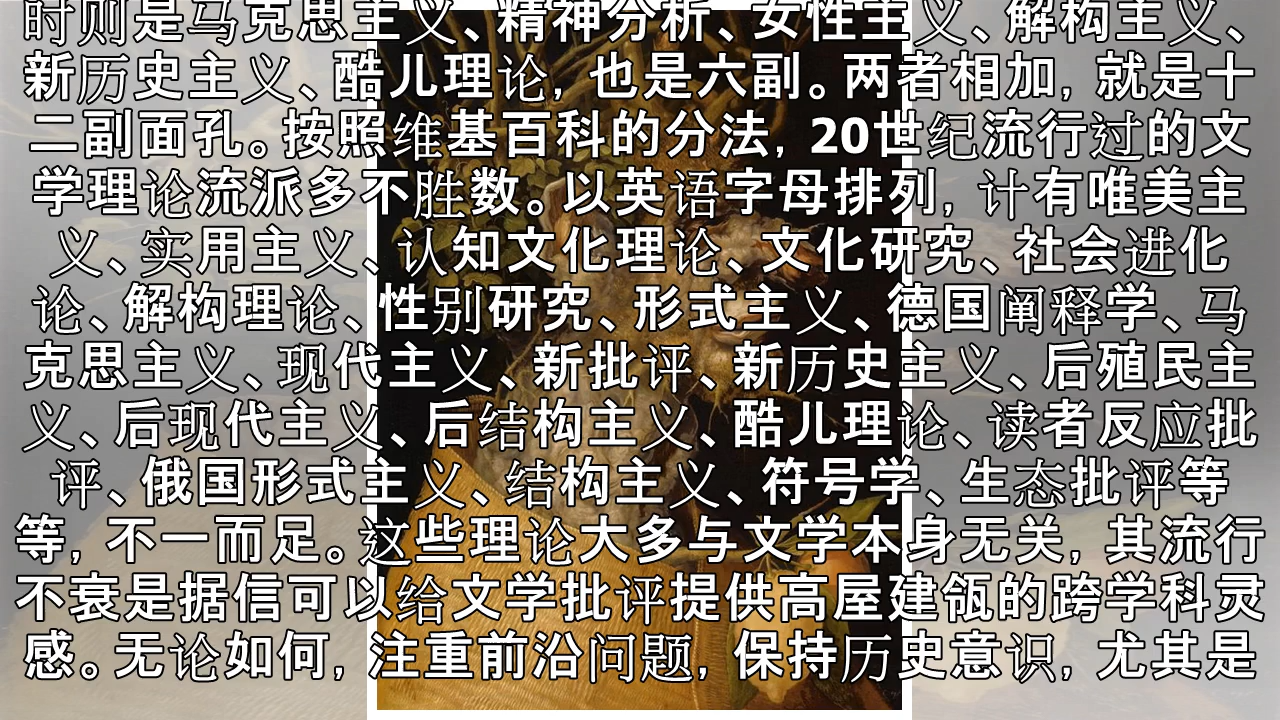 时则是马克思主义、精神分析、女性主义、解构主义、
新历史主义、酷儿理论，也是六副。两者相加，就是十
二副面孔。按照维基百科的分法，20世纪流行过的文
学理论流派多不胜数。以英语字母排列，计有唯美主
义、实用主义、认知文化理论、文化研究、社会进化
论、解构理论、性别研究、形式主义、德国阐释学、马
克思主义、现代主义、新批评、新历史主义、后殖民主
义、后现代主义、后结构主义、酷儿理论、读者反应批
评、俄国形式主义、结构主义、符号学、生态批评等
等，不一而足。这些理论大多与文学本身无关，其流行
不衰是据信可以给文学批评提供高屋建瓴的跨学科灵
感。无论如何，注重前沿问题，保持历史意识，尤其是